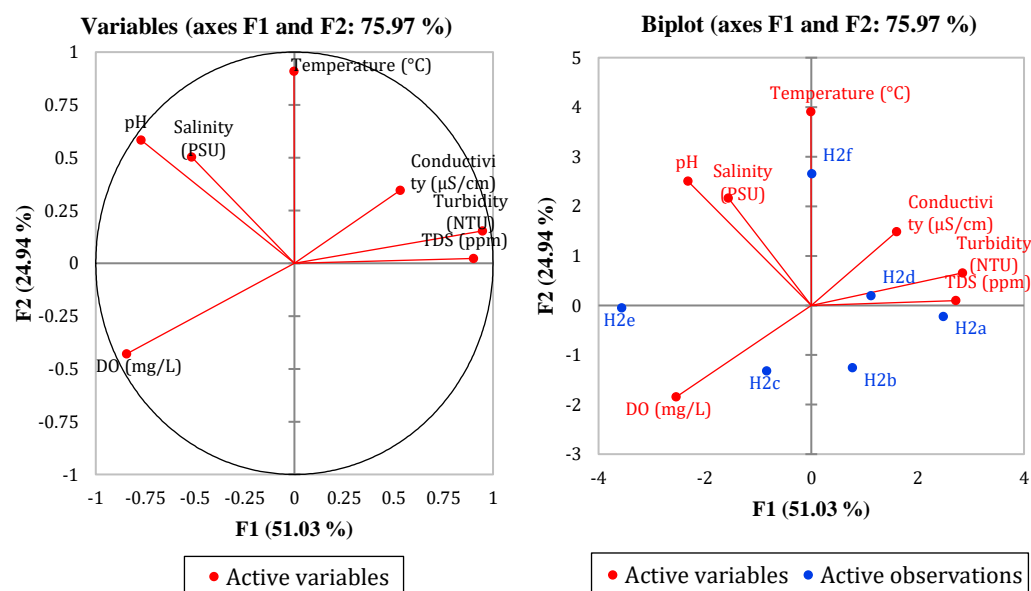 Variables (axes F1 and F2: 75.97 %)
1
0.75
0.5
0.25
0
-0.25
-0.5
-0.75
-1
F2 (24.94 %)
Temperature (°C)
pH
Salinity
(PSU)
Conductivi
ty (µS/cm)
Turbidity
(NTU)
TDS (ppm)
DO (mg/L)
-1 -0.75 -0.5 -0.25 0 0.25 0.5 0.75 1
F1 (51.03 %)
Active variables
Biplot (axes F1 and F2: 75.97 %)
5
4
3
2
1
0
-1
-2
-3
F2 (24.94 %)
Temperature (°C)
H2f
pH
Salinity
(PSU)
Conductivi
ty (µS/cm)
Turbidity
(NTU)
H2d
TDS (ppm)
H2e
H2a
H2c
H2b
DO (mg/L)
-4 -2 0 2 4
F1 (51.03 %)
Active variables Active observations